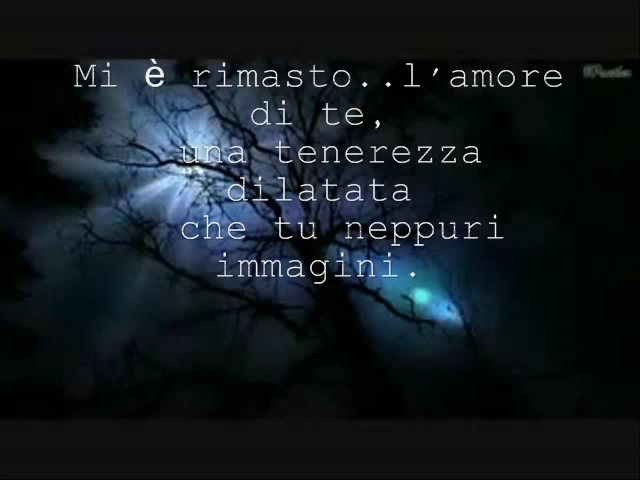 Mi è rimasto..l'amore
di te,
una tenerezza
dilatata
che tu neppuri
immagini.